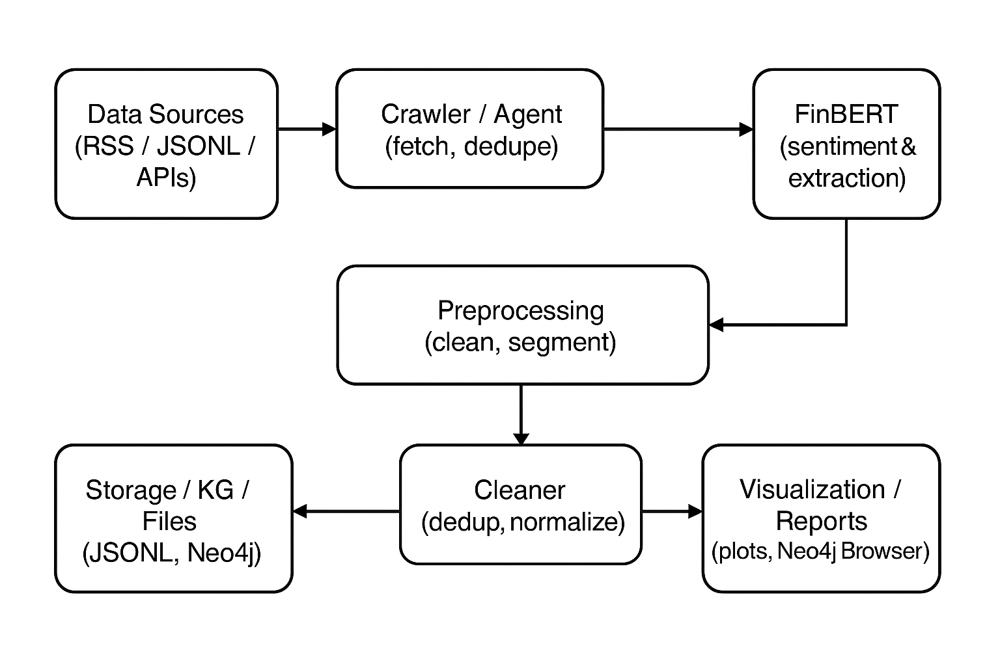 Data Sources
(RSS / JSONL /
APIs)
Crawler / Agent
(fetch, dedupe)
FinBERT
(sentiment &
extraction)
Preprocessing
(clean, segment)
Storage / KG /
Files
(JSONL, Neo4j)
Cleaner
(dedup, normalize)
Visualization /
Reports
(plots, Neo4j Browser)